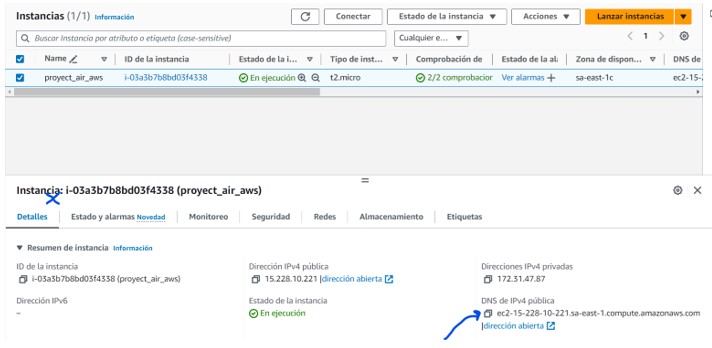 Instancias (1/1) Información
Conectar
Estado de la instancia
Acciones
Lanzar instancias
Buscar Instancia por atributo o etiqueta (case-sensitive)
Cualquier e...
1
Name
ID de la instancia
Estado de la i...
Tipo de inst...
Comprobación de
Estado de la al
Zona de dispon...
DNS de
proyect_air_aws
i-03a3b7b8bd03f4338
En ejecución
t2.micro
2/2 comprobacior
Ver alarmas +
sa-east-1c
ec2-15-2
Instancia: i-03a3b7b8bd03f4338 (proyect_air_aws)
Detalles
Estado y alarmas Novedad
Monitoreo
Seguridad
Redes
Almacenamiento
Etiquetas
Resumen de instancia Información
ID de la instancia
i-03a3b7b8bd03f4338 (proyect_air_aws)
Dirección IPv4 pública
15.228.10.221 |dirección abierta
Direcciones IPv4 privadas
172.31.47.87
Dirección IPv6
–
Estado de la instancia
En ejecución
DNS de IPv4 pública
ec2-15-228-10-221.sa-east-1.compute.amazonaws.com
|dirección abierta